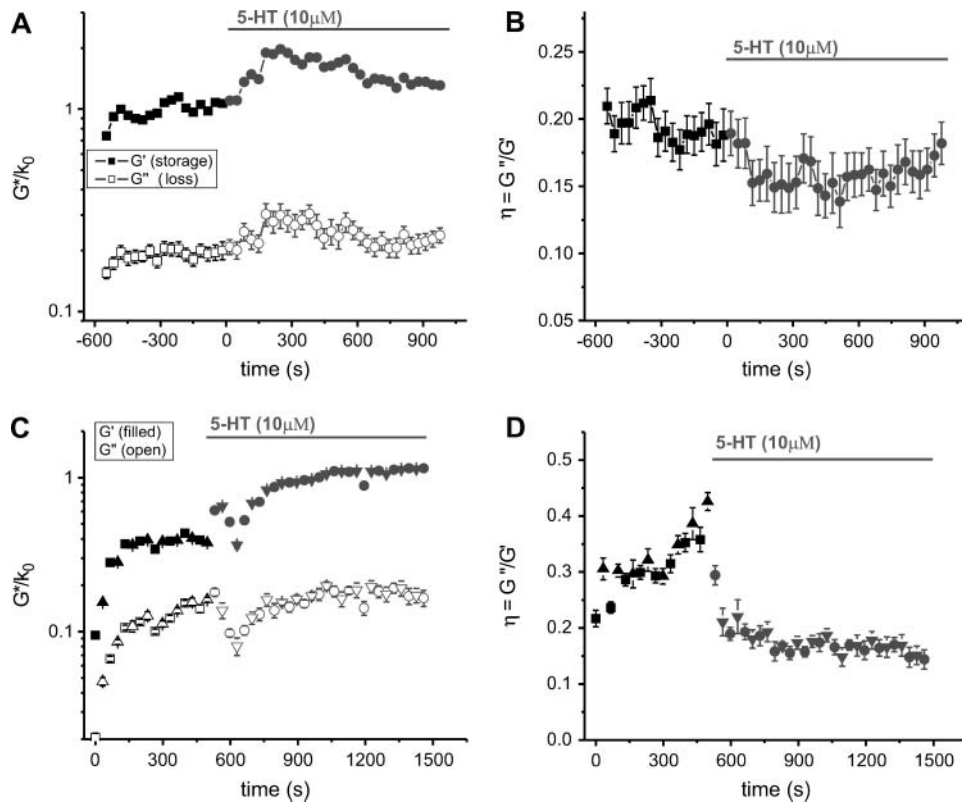 A
5-HT (10μM)
G*/k0
1
0.1
G' (storage)
G'' (loss)
-600 -300 0 300 600 900
time (s)
B
5-HT (10μM)
η = G''/G'
0.25
0.20
0.15
0.10
0.05
-600 -300 0 300 600 900
time (s)
C
G' (filled)
G'' (open)
5-HT (10μM)
G*/k0
1
0.1
0 300 600 900 1200 1500
time (s)
D
5-HT (10μM)
η = G''/G'
0.5
0.4
0.3
0.2
0.1
0.0
0 300 600 900 1200 1500
time (s)